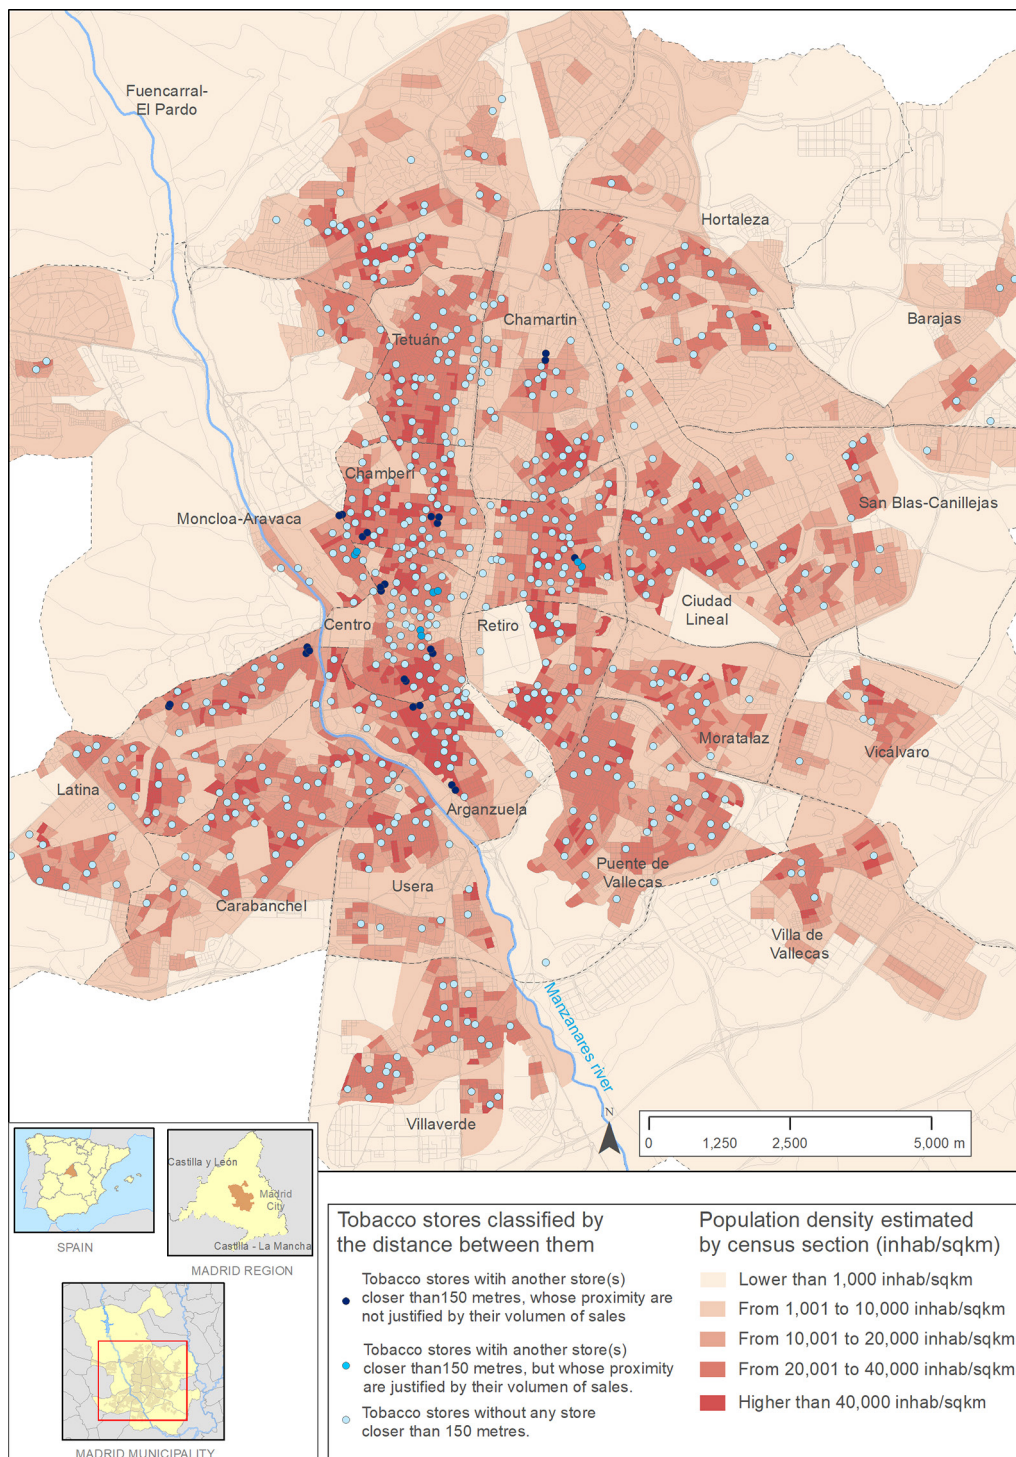 Fuencarral-
El Pardo
Hortaleza
Chamartin
Barajas
Tetuán
Chamberí
San Blas-Canillejas
Moncloa-Aravaca
Ciudad
Lineal
Centro
Retiro
Moratalaz
Vicálvaro
Latina
Arganzuela
Puente de
Vallecas
Usera
Carabanchel
Villa de
Vallecas
Manzanares river
Villaverde
N
0
1,250
2,500
5,000 m
SPAIN
Castilla y León
Madrid
City
Castilla - La Mancha
MADRID REGION
MADRID MUNICIPALITY
Tobacco stores classified by
the distance between them
Tobacco stores witih another store(s)
closer than150 metres, whose proximity are
not justified by their volumen of sales
Tobacco stores witih another store(s)
closer than150 metres, but whose proximity
are justified by their volumen of sales.
Tobacco stores without any store
closer than 150 metres.
Population density estimated
by census section (inhab/sqkm)
Lower than 1,000 inhab/sqkm
From 1,001 to 10,000 inhab/sqkm
From 10,001 to 20,000 inhab/sqkm
From 20,001 to 40,000 inhab/sqkm
Higher than 40,000 inhab/sqkm